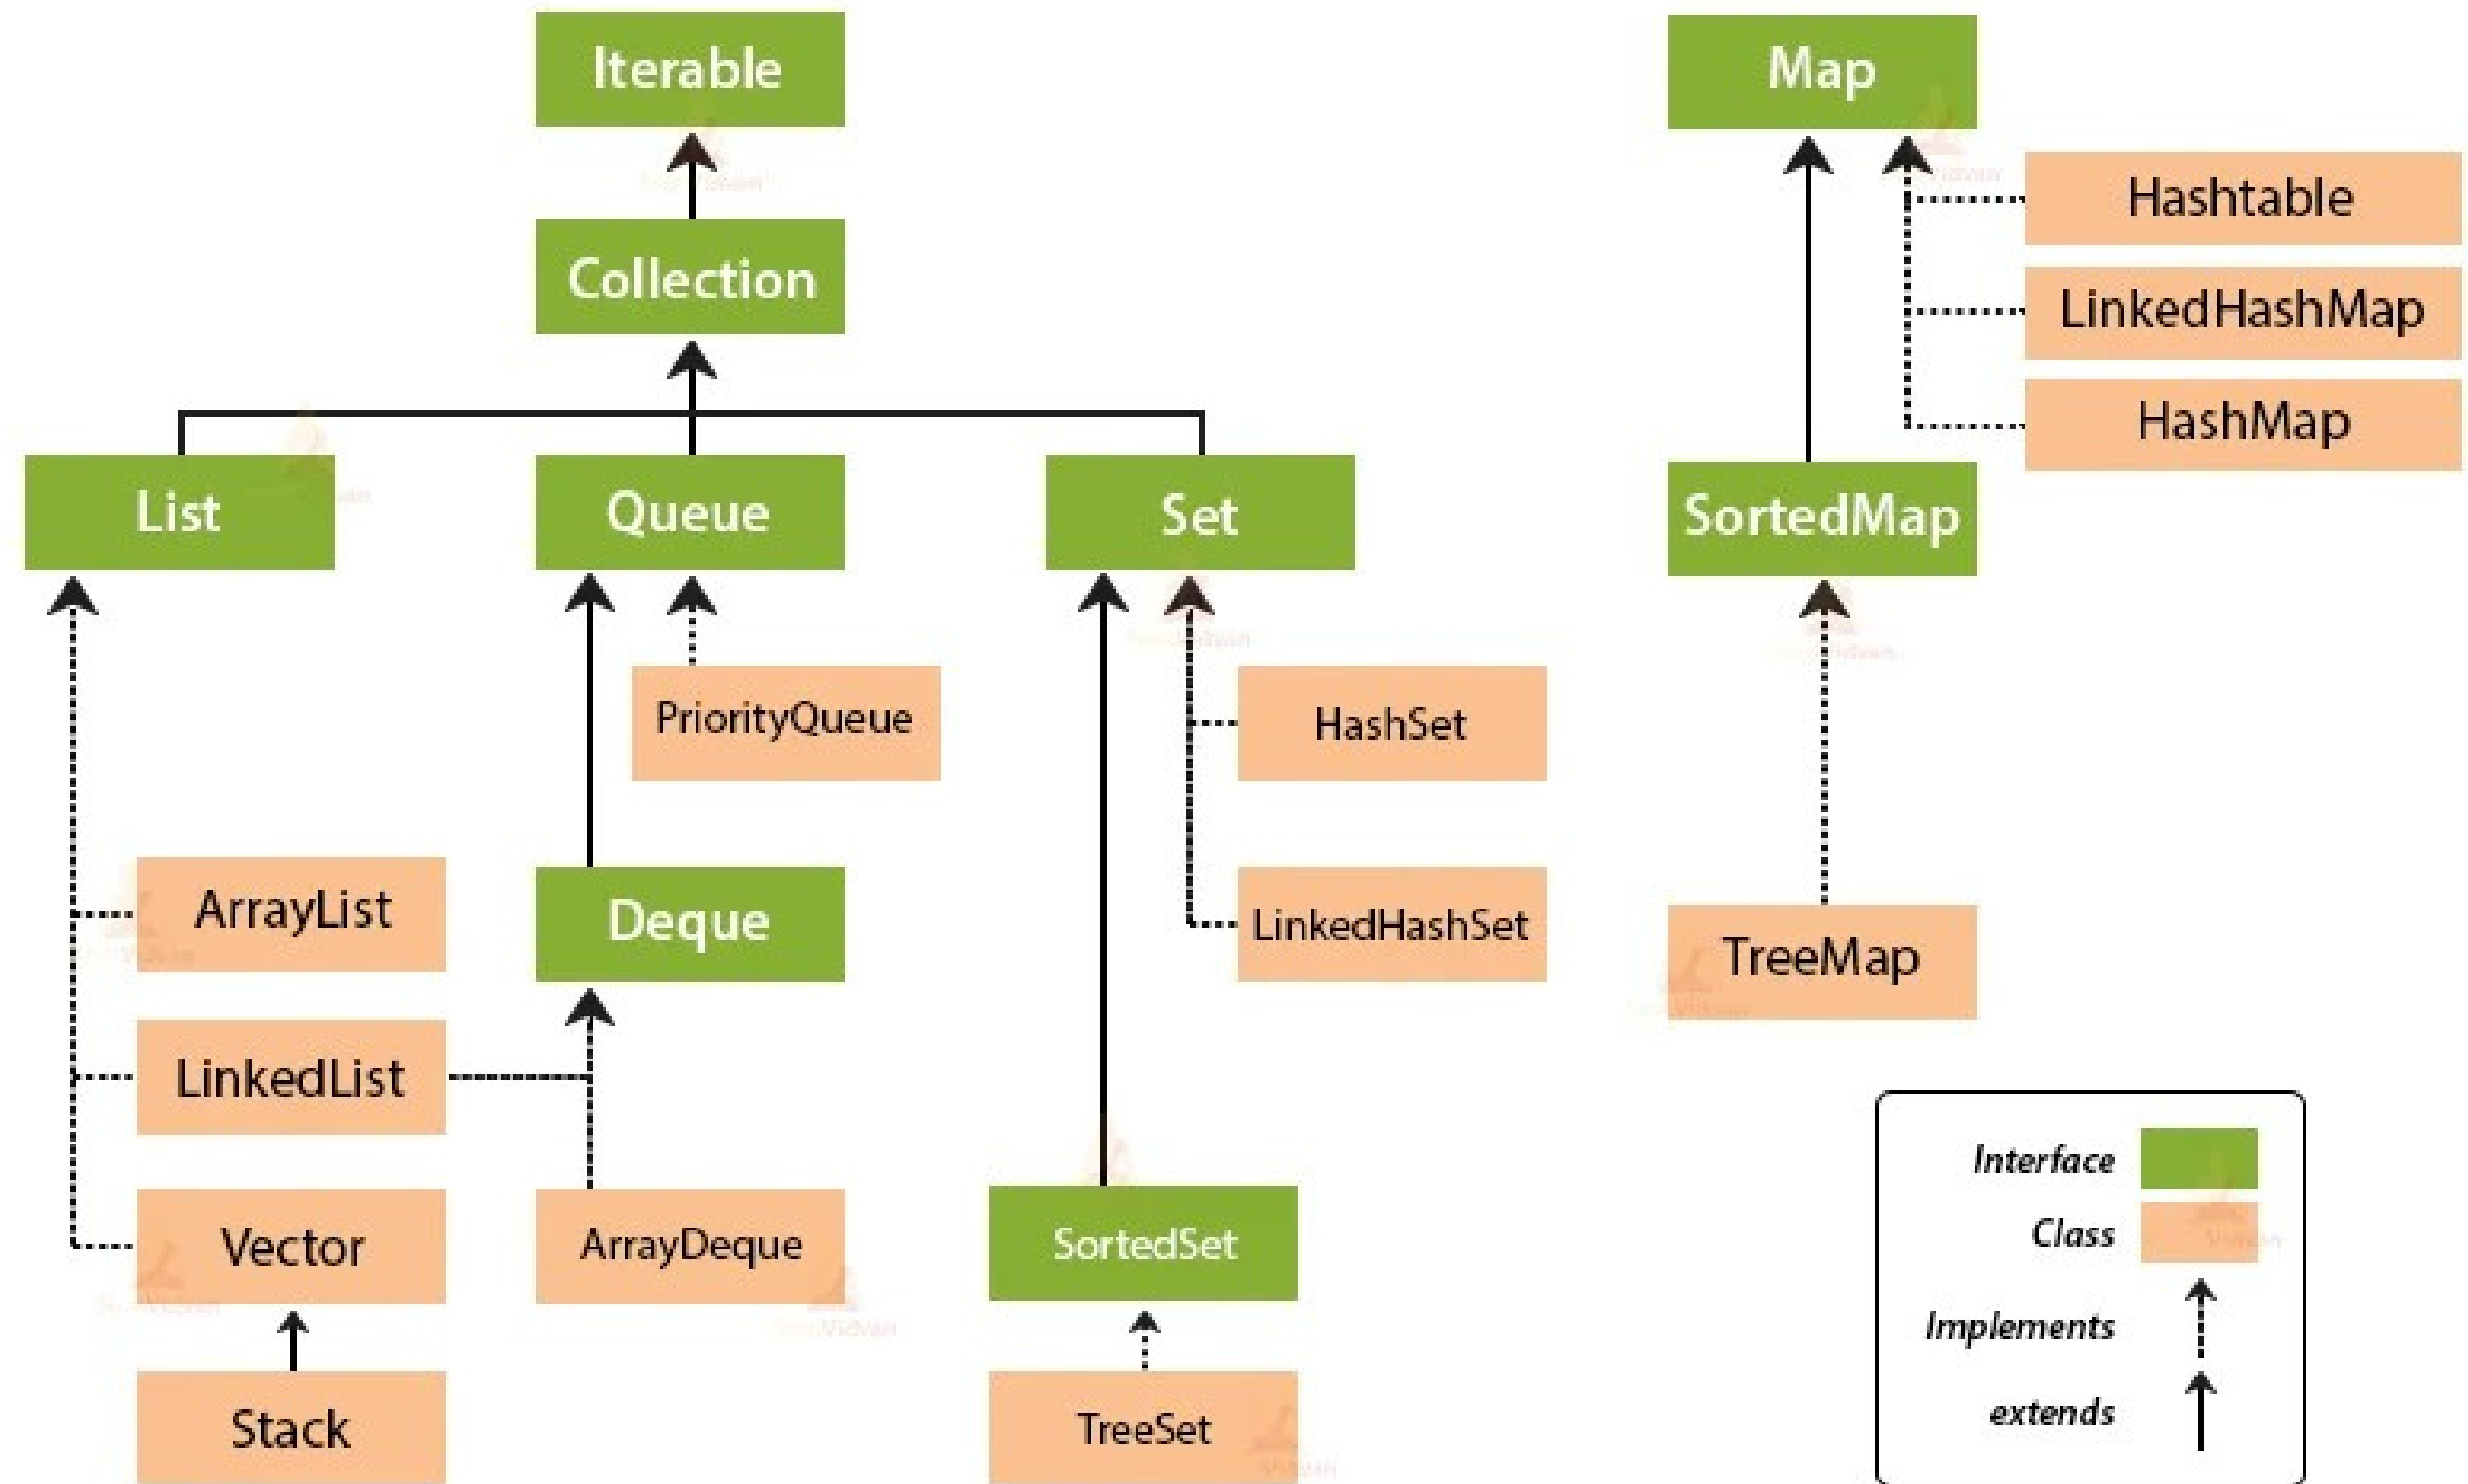 Iterable
Map
Hashtable
Collection
LinkedHashMap
HashMap
List
Queue
Set
SortedMap
PriorityQueue
HashSet
ArrayList
Deque
LinkedHashSet
TreeMap
LinkedList
Interface
Vector
ArrayDeque
SortedSet
Class
Implements
Stack
TreeSet
extends